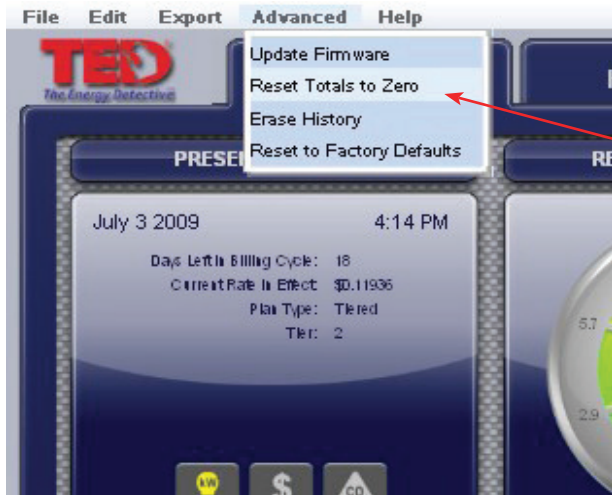 File Edit Export Advanced Help
TED
The Energy Detective
Update Firmware
Reset Totals to Zero
Erase History
Reset to Factory Defaults
PRESE
RE
July 3 2009 4:14 PM
Days Left in Billing Cycle: 18
Current Rate in Effect: $0.11936
Plan Type: Tiered
Tier: 2
5.7
2.9
kW
$
CO